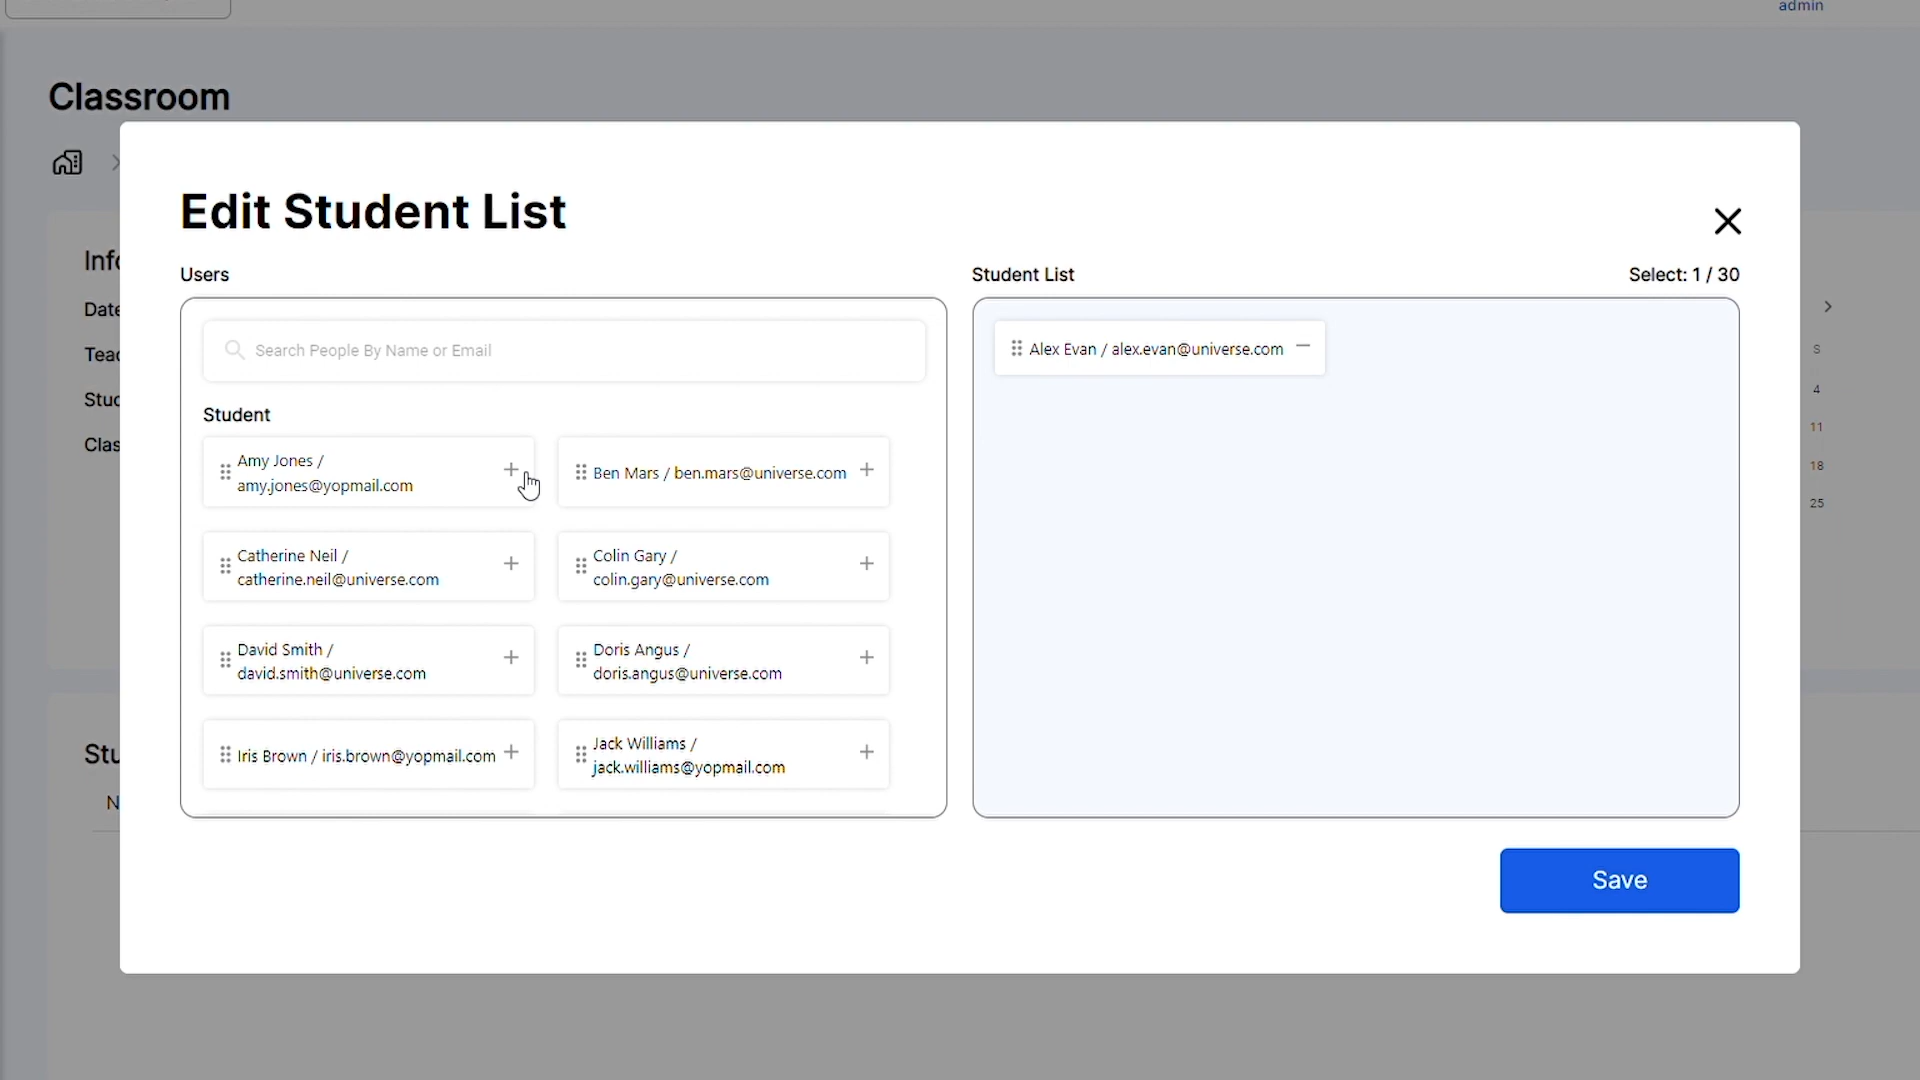 admin
Classroom
Edit Student List
Users
Student List
Select: 1 / 30
Search People By Name or Email
Alex Evan / alex.evan@universe.com
Student
Amy Jones /
amy.jones@yopmail.com
Ben Mars / ben.mars@universe.com
Catherine Neil /
catherine.neil@universe.com
Colin Gary /
colin.gary@universe.com
David Smith /
david.smith@universe.com
Doris Angus /
doris.angus@universe.com
Iris Brown / iris.brown@yopmail.com
Jack Williams /
jack.williams@yopmail.com
Save
S
4
11
18
25